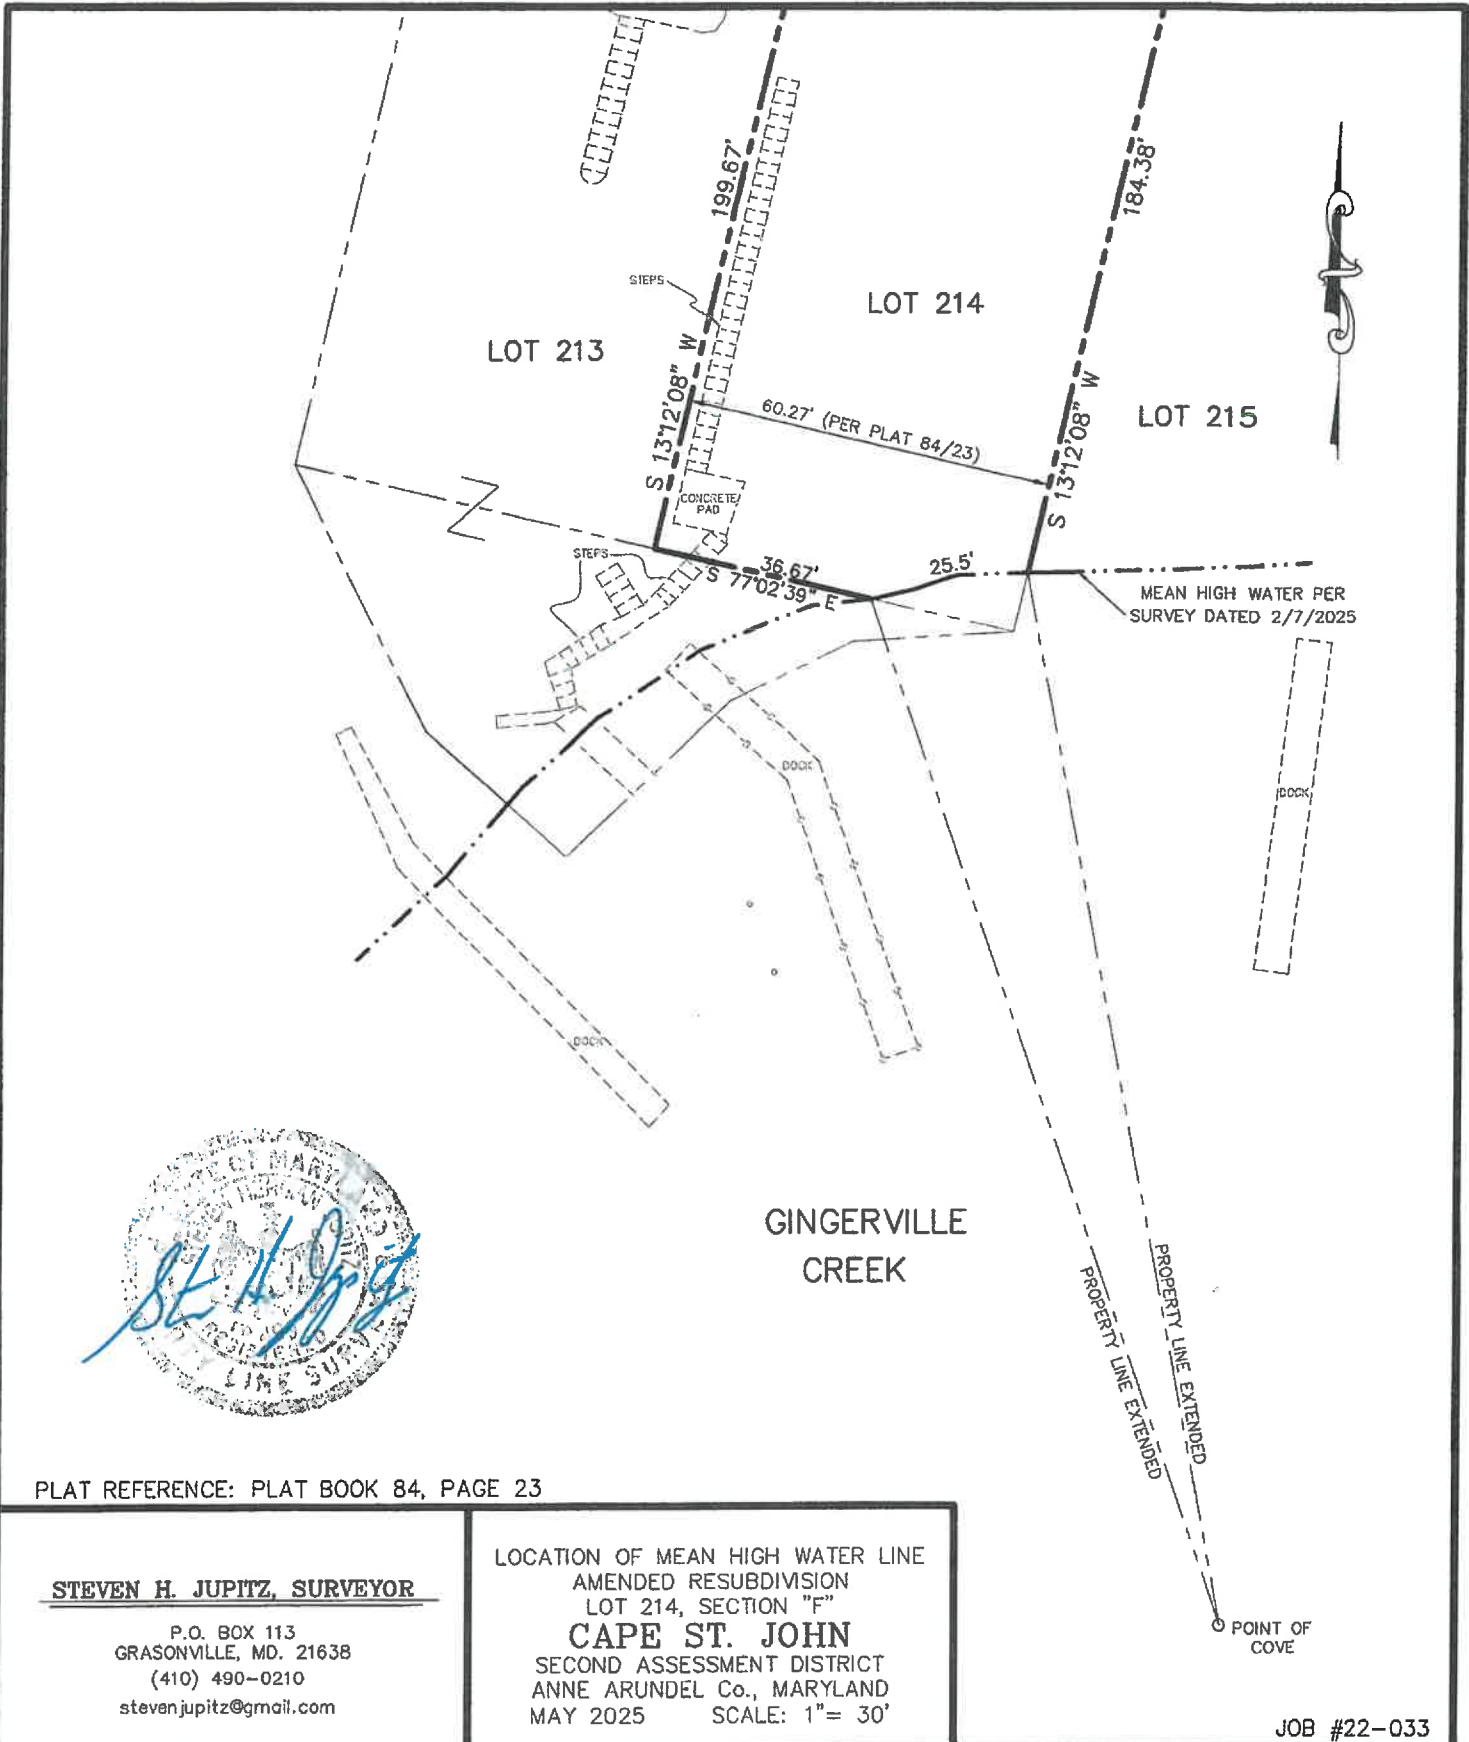 199.67'
184.38'
STEPS
LOT 214
LOT 213
S 13°12'08" W
60.27' (PER PLAT 84/23)
S 13°12'08" W
LOT 215
CONCRETE
PAD
STEPS
36.67'
S 77°02'39" E
25.5'
MEAN HIGH WATER PER
SURVEY DATED 2/7/2025
DOCK
DOCK
DOCK
GINGERVILLE
CREEK
PROPERTY LINE EXTENDED
PROPERTY LINE EXTENDED
POINT OF
COVE
PLAT REFERENCE: PLAT BOOK 84, PAGE 23
STEVEN H. JUPITZ, SURVEYOR
P.O. BOX 113
GRASONVILLE, MD. 21638
(410) 490-0210
stevenjupitz@gmail.com
LOCATION OF MEAN HIGH WATER LINE
AMENDED RESUBDIVISION
LOT 214, SECTION "F"
CAPE ST. JOHN
SECOND ASSESSMENT DISTRICT
ANNE ARUNDEL Co., MARYLAND
MAY 2025 SCALE: 1"= 30'
JOB #22-033